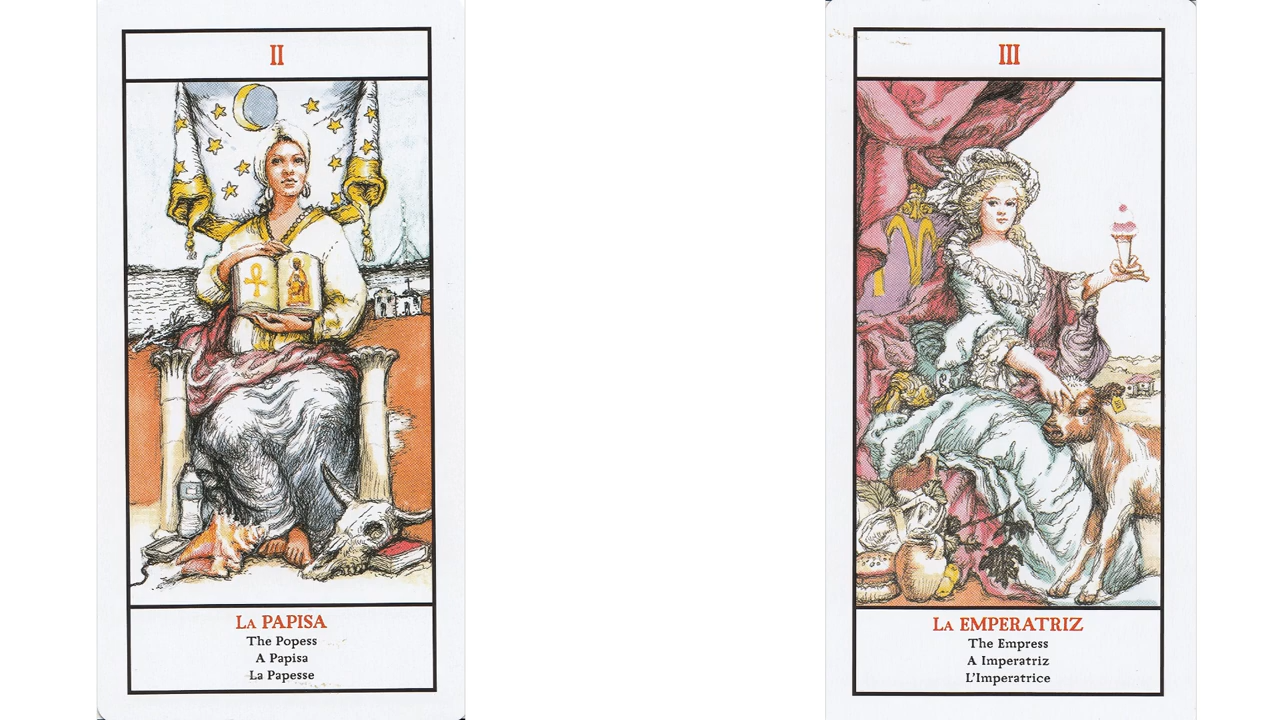 II
LA PAPISA
The Popess
A Papisa
La Papesse
III
LA EMPERATRIZ
The Empress
A Imperatriz
L'Imperatrice